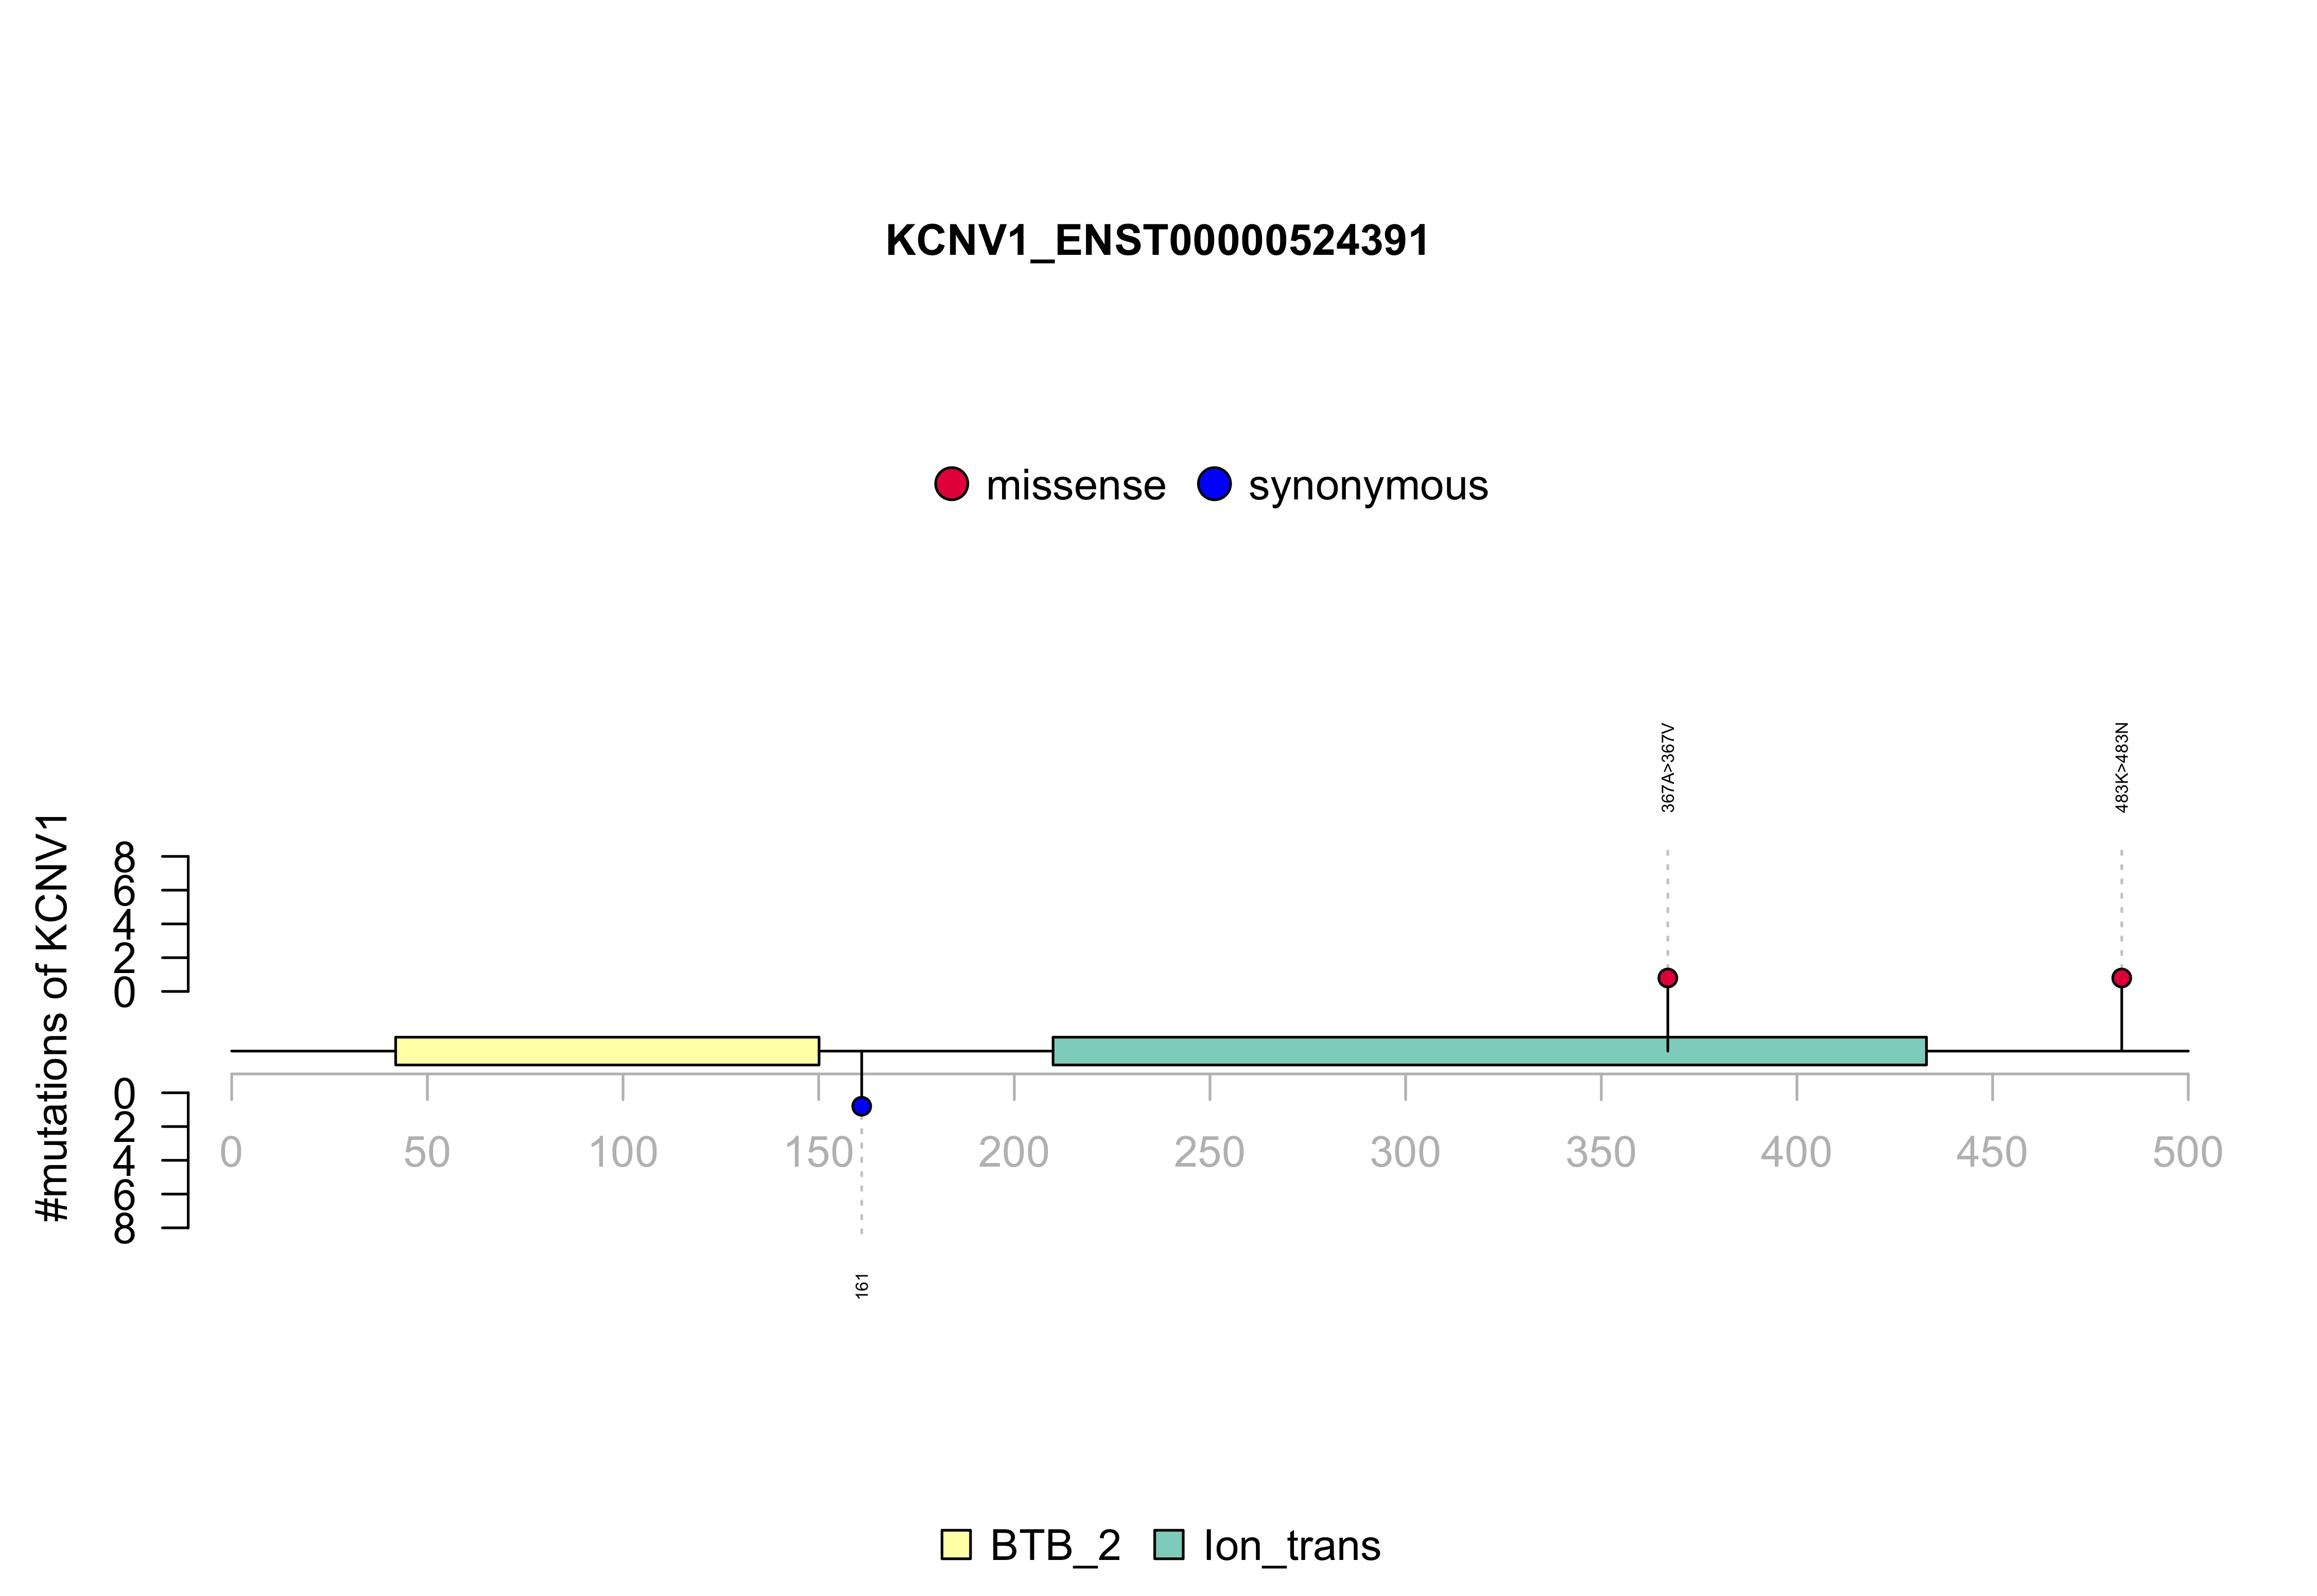 KCNV1_ENST00000524391
missense synonymous
367A>367V
483K>483N
#mutations of KCNV1
8
6
4
2
0
0
2
4
6
8
0 50 100 150 200 250 300 350 400 450 500
161
BTB_2 Ion_trans